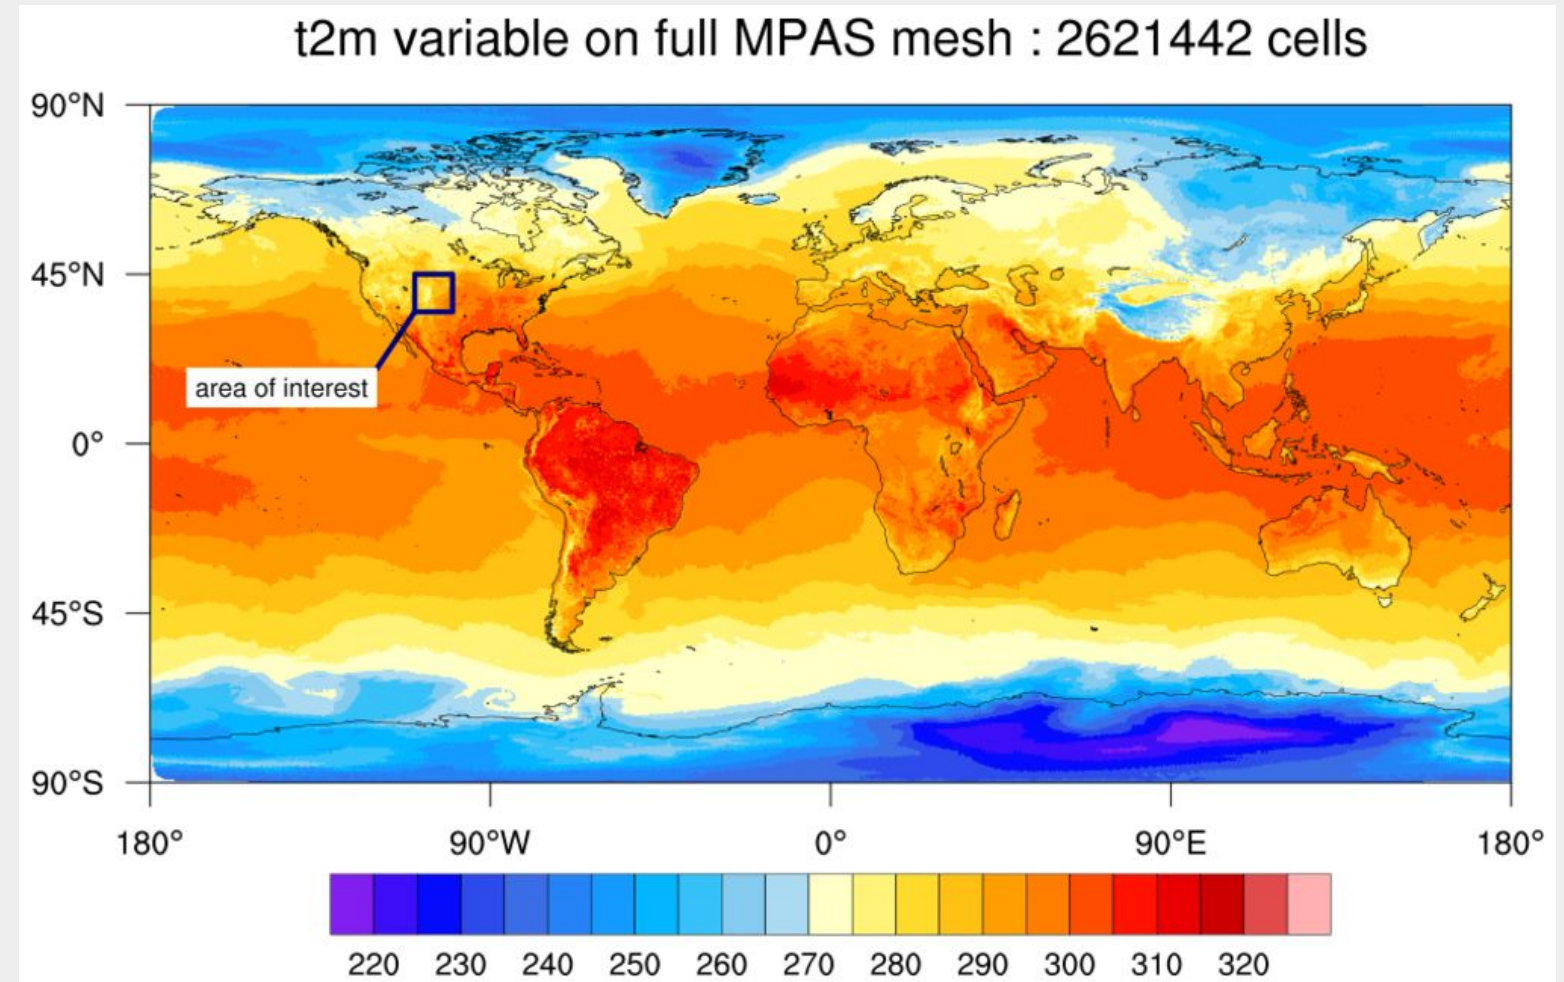 t2m variable on full MPAS mesh : 2621442 cells
90°N
45°N
area of interest
0°
45°S
90°S
180° 90°W 0° 90°E 180°
220 230 240 250 260 270 280 290 300 310 320